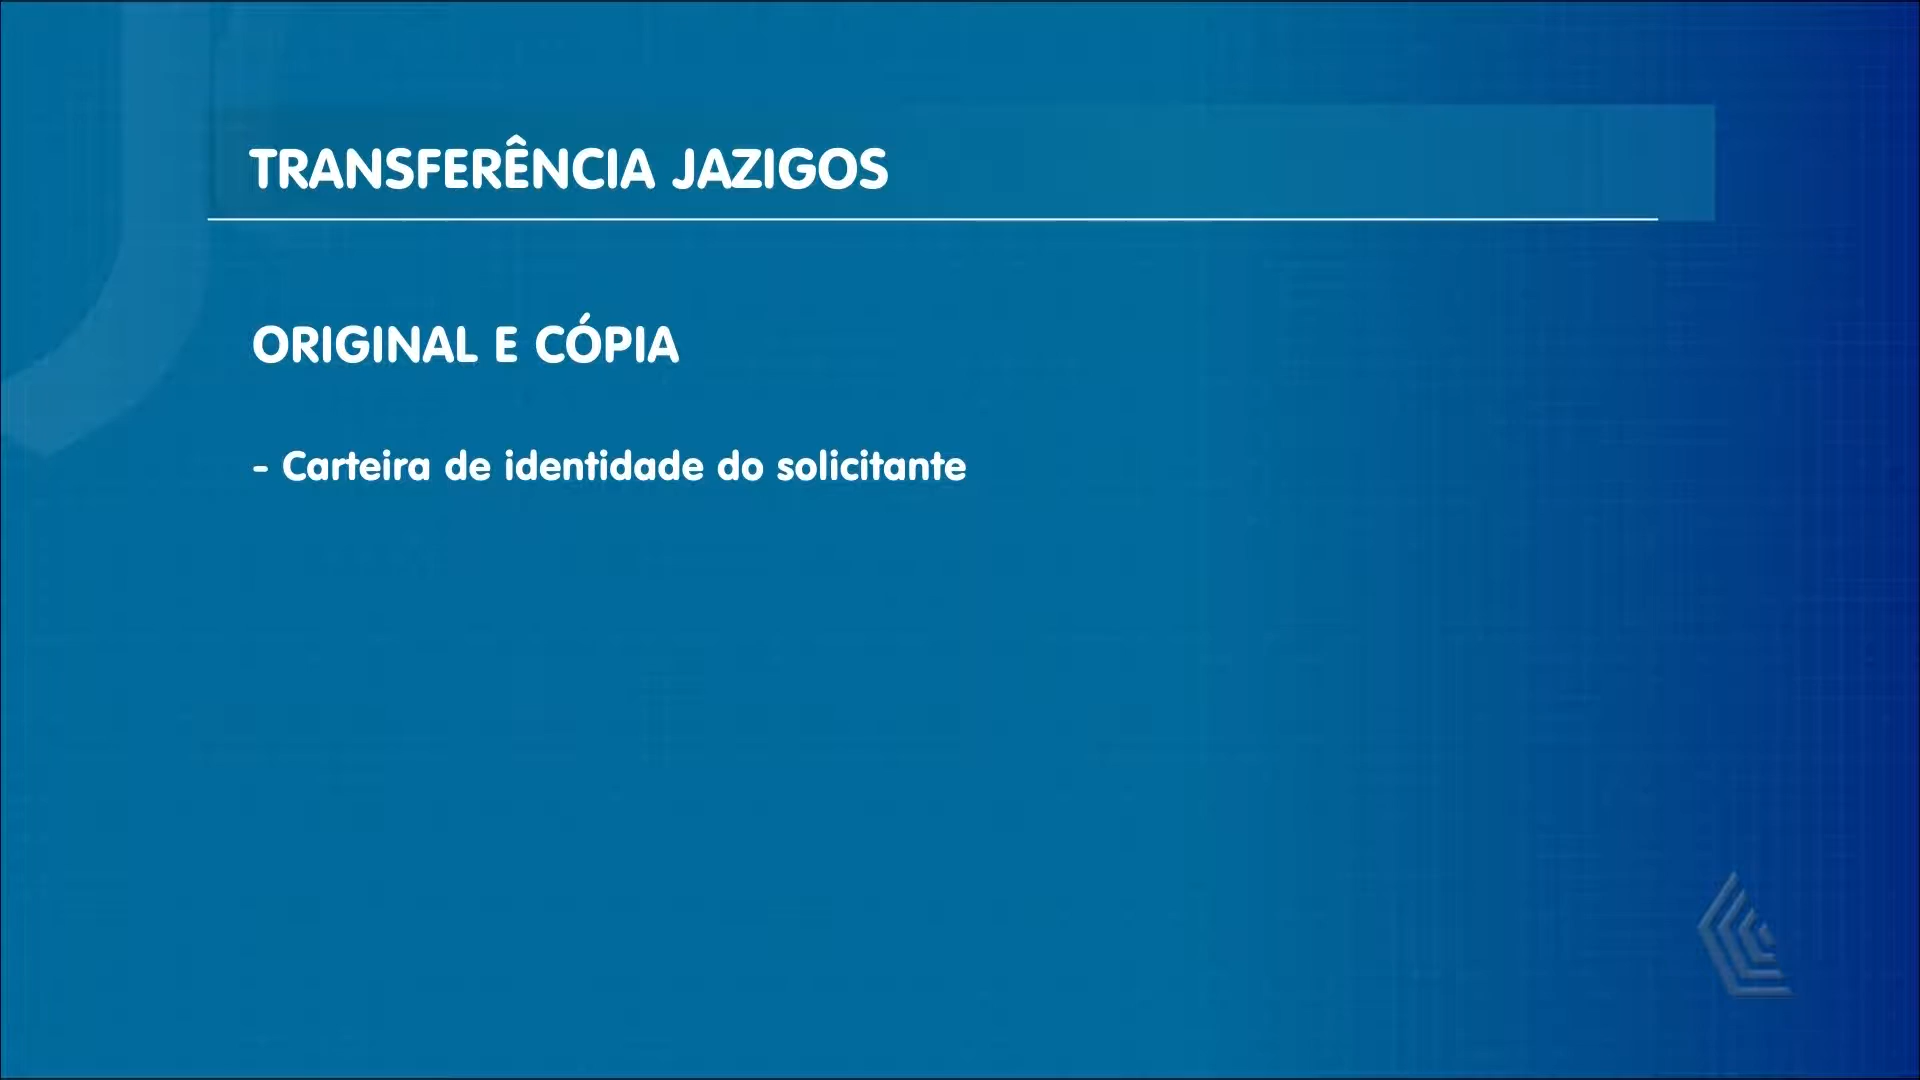 TRANSFERÊNCIA JAZIGOS
ORIGINAL E CÓPIA
- Carteira de identidade do solicitante